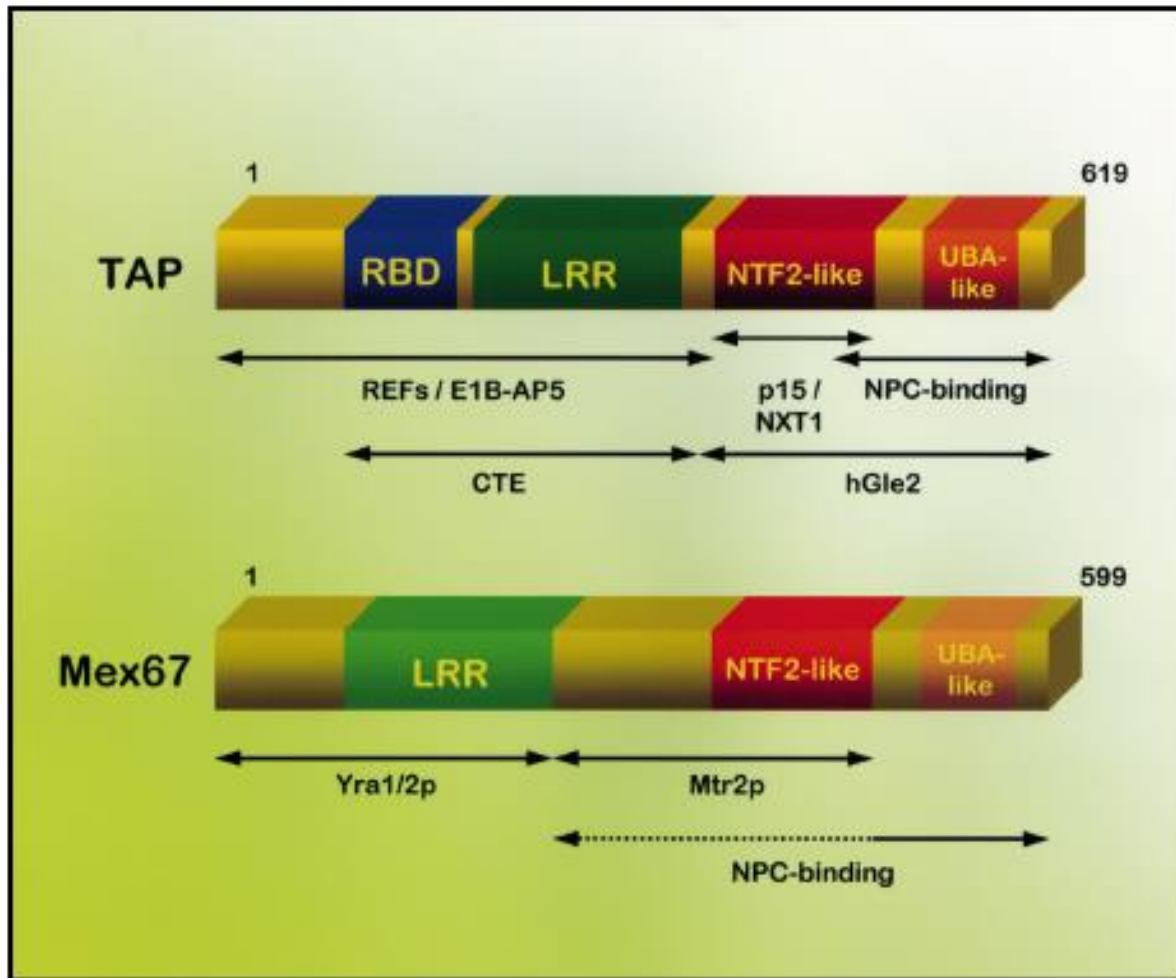 1 619
TAP
RBD LRR NTF2-like UBA-
like
REFs / E1B-AP5 p15 / NPC-binding
NXT1
CTE hGle2
1 599
Mex67
LRR NTF2-like UBA-
like
Yra1/2p Mtr2p
NPC-binding